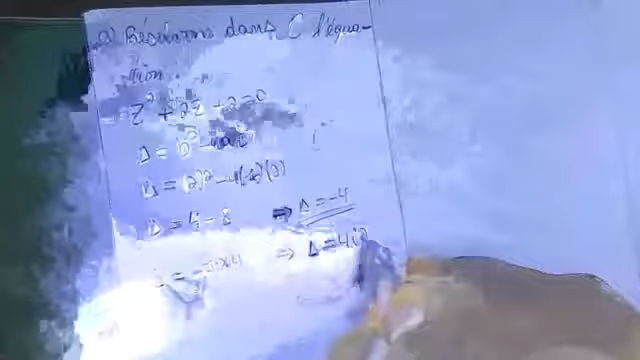 a) Résolvons dans C l'équa-
tion
Z² + 2Z + 2 = 0
Δ = b² - 4ac
Δ = (2)² - 4(1)(2)
Δ = 4 - 8 ⇒ Δ = -4
⇒ Δ = 4i²